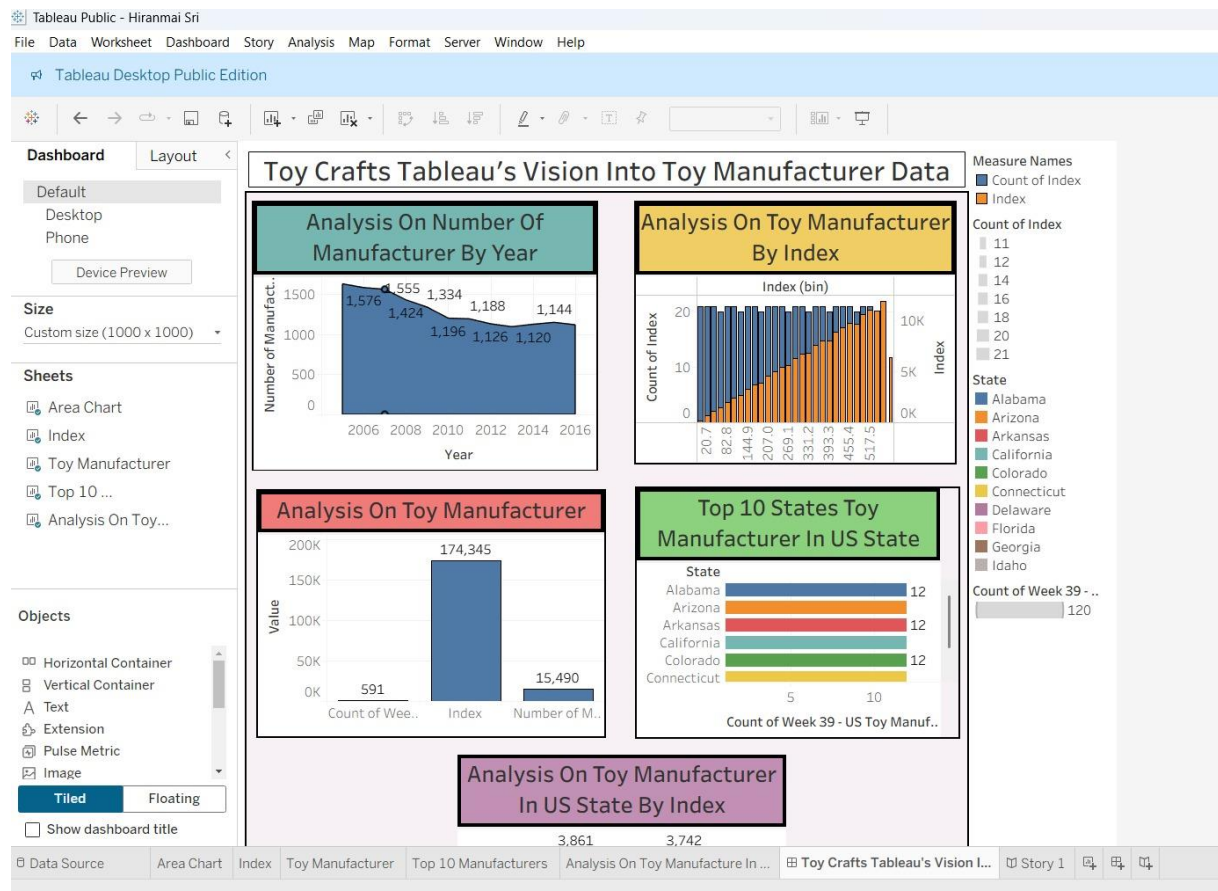 Tableau Public - Hiranmai Sri
File Data Worksheet Dashboard Story Analysis Map Format Server Window Help
Tableau Desktop Public Edition
Dashboard Layout
Default
Desktop
Phone
Device Preview
Size
Custom size (1000 x 1000)
Sheets
Area Chart
Index
Toy Manufacturer
Top 10 ...
Analysis On Toy...
Objects
Horizontal Container
Vertical Container
Text
Extension
Pulse Metric
Image
Tiled Floating
Show dashboard title
Toy Crafts Tableau's Vision Into Toy Manufacturer Data
Analysis On Number Of
Manufacturer By Year
Number of Manufact..
1500
1000
500
0
1,576
1,555
1,424
1,334
1,196
1,188
1,126
1,120
1,144
2006 2008 2010 2012 2014 2016
Year
Analysis On Toy Manufacturer
By Index
Index (bin)
Count of Index
20
10
0
10K
5K
0K
Index
20.7
82.8
144.9
207.0
269.1
331.2
393.3
455.4
517.5
Analysis On Toy Manufacturer
Value
200K
150K
100K
50K
0K
591
174,345
15,490
Count of Wee.. Index Number of M..
Top 10 States Toy
Manufacturer In US State
State
Alabama 12
Arizona
Arkansas 12
California
Colorado 12
Connecticut
5 10
Count of Week 39 - US Toy Manuf..
Analysis On Toy Manufacturer
In US State By Index
3,861 3,742
Measure Names
Count of Index
Index
Count of Index
11
12
14
16
18
20
21
State
Alabama
Arizona
Arkansas
California
Colorado
Connecticut
Delaware
Florida
Georgia
Idaho
Count of Week 39 - ..
120
Data Source Area Chart Index Toy Manufacturer Top 10 Manufacturers Analysis On Toy Manufacture In ... Toy Crafts Tableau's Vision I... Story 1